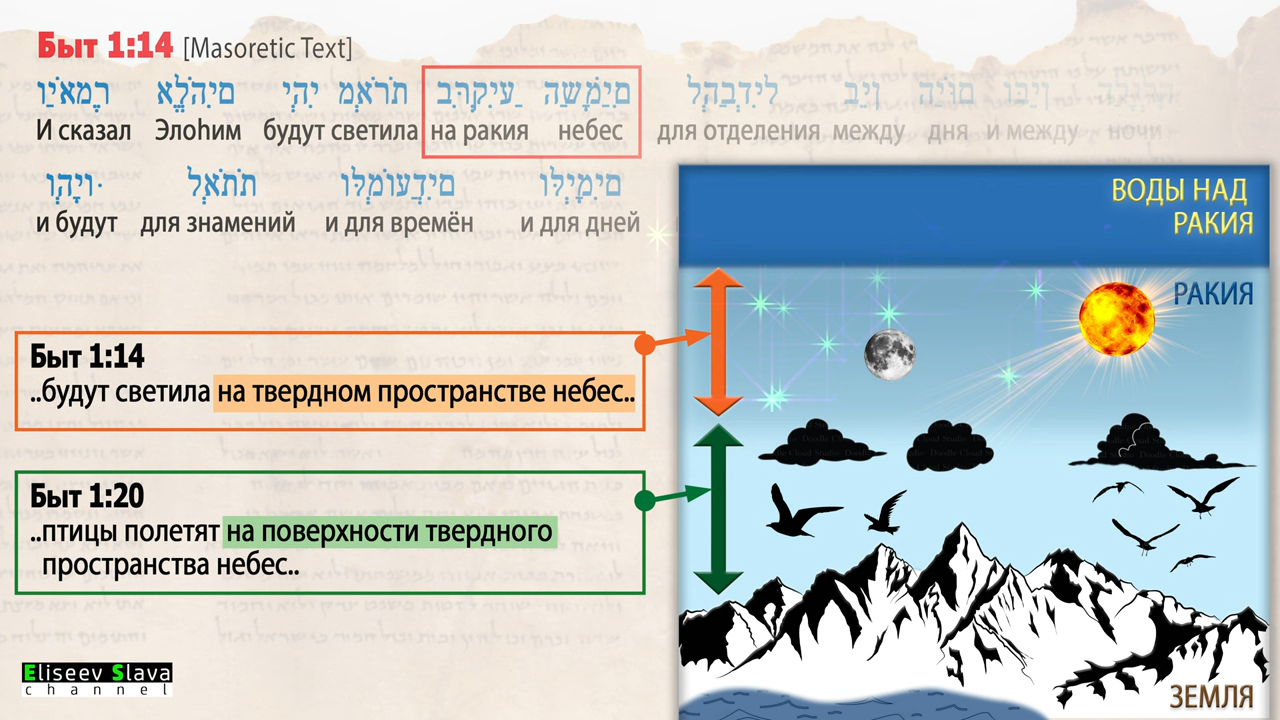 Быт 1:14 [Masoretic Text]
וַיֹּאמֶר אֱלֹהִים יְהִי מְאֹרֹת בִּרְקִיעַ הַשָּׁמַיִם לְהַבְדִּיל בֵּין הַיּוֹם וּבֵין
И сказал Элоhим будут светила на ракия небес для отделения между дня и между ночи
וְהָיוּ לְאֹתֹת וּלְמוֹעֲדִים וּלְיָמִים
и будут для знамений и для времён и для дней
ВОДЫ НАД
РАКИЯ
РАКИЯ
Быт 1:14
..будут светила на твердном пространстве небес..
Быт 1:20
..птицы полетят на поверхности твердного
пространства небес..
ЗЕМЛЯ
Eliseev Slava
channel